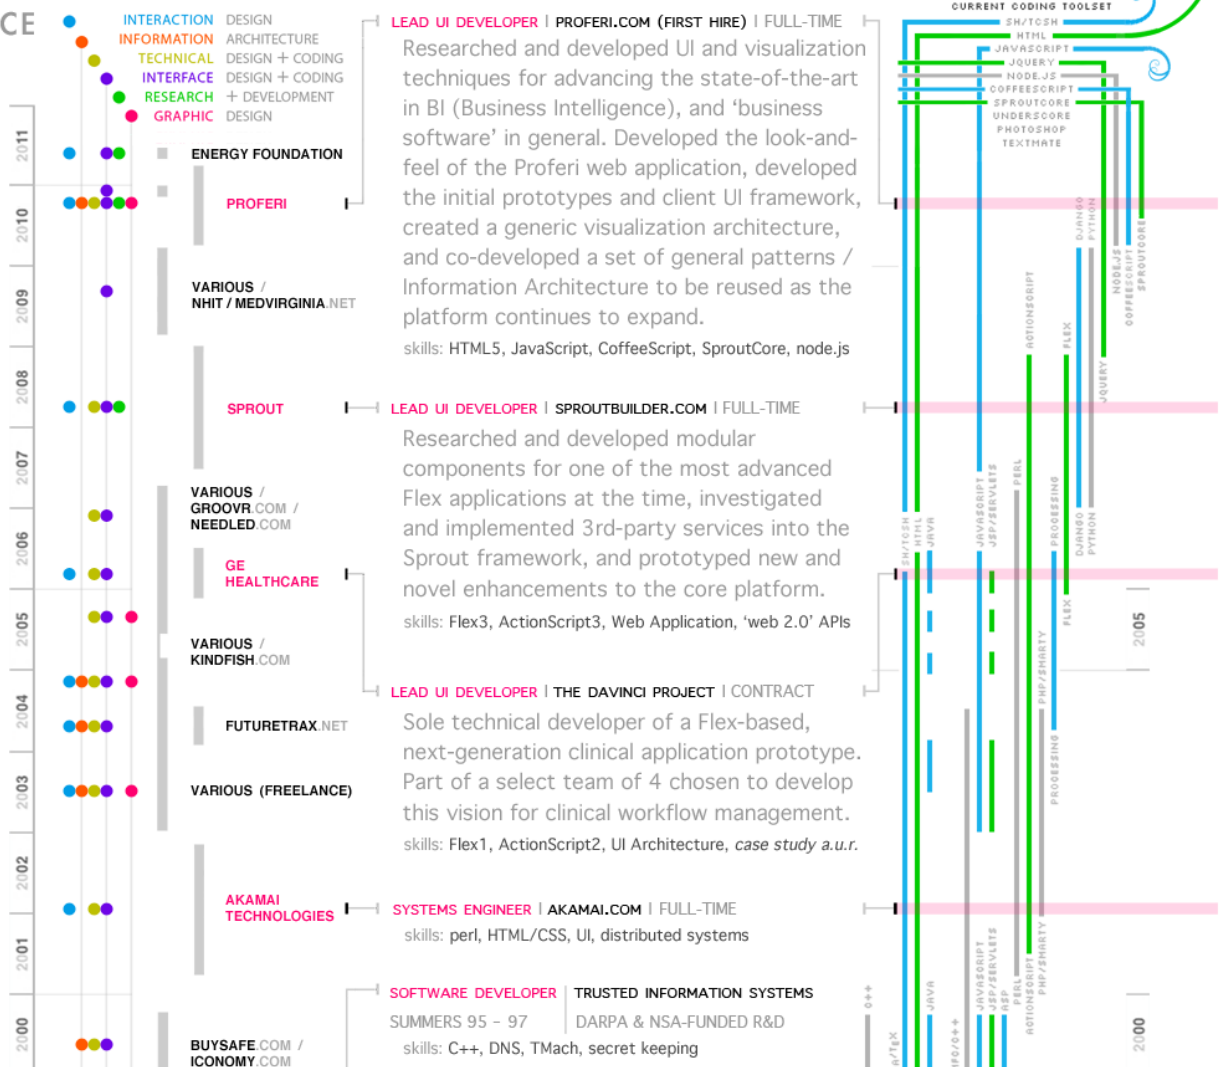 CE
INTERACTION DESIGN
INFORMATION ARCHITECTURE
TECHNICAL DESIGN + CODING
INTERFACE DESIGN + CODING
RESEARCH + DEVELOPMENT
GRAPHIC DESIGN
2011
2010
2009
2008
2007
2006
2005
2004
2003
2002
2001
2000
ENERGY FOUNDATION
PROFERI
VARIOUS /
NHIT / MEDVIRGINIA.NET
SPROUT
VARIOUS /
GROOVR.COM /
NEEDLED.COM
GE
HEALTHCARE
VARIOUS /
KINDFISH.COM
FUTURETRAX.NET
VARIOUS (FREELANCE)
AKAMAI
TECHNOLOGIES
BUYSAFE.COM /
ICONOMY.COM
LEAD UI DEVELOPER | PROFERI.COM (FIRST HIRE) | FULL-TIME
Researched and developed UI and visualization
techniques for advancing the state-of-the-art
in BI (Business Intelligence), and ‘business
software’ in general. Developed the look-and-
feel of the Proferi web application, developed
the initial prototypes and client UI framework,
created a generic visualization architecture,
and co-developed a set of general patterns /
Information Architecture to be reused as the
platform continues to expand.
skills: HTML5, JavaScript, CoffeeScript, SproutCore, node.js
LEAD UI DEVELOPER | SPROUTBUILDER.COM | FULL-TIME
Researched and developed modular
components for one of the most advanced
Flex applications at the time, investigated
and implemented 3rd-party services into the
Sprout framework, and prototyped new and
novel enhancements to the core platform.
skills: Flex3, ActionScript3, Web Application, ‘web 2.0’ APIs
LEAD UI DEVELOPER | THE DAVINCI PROJECT | CONTRACT
Sole technical developer of a Flex-based,
next-generation clinical application prototype.
Part of a select team of 4 chosen to develop
this vision for clinical workflow management.
skills: Flex1, ActionScript2, UI Architecture, case study a.u.r.
SYSTEMS ENGINEER | AKAMAI.COM | FULL-TIME
skills: perl, HTML/CSS, UI, distributed systems
SOFTWARE DEVELOPER | TRUSTED INFORMATION SYSTEMS
SUMMERS 95 – 97 | DARPA & NSA-FUNDED R&D
skills: C++, DNS, TMach, secret keeping
CURRENT CODING TOOLSET
SH/TCSH
HTML
JAVASCRIPT
JQUERY
NODE.JS
COFFEESCRIPT
SPROUTCORE
UNDERSCORE
PHOTOSHOP
TEXTMATE
DJANGO
PYTHON
NODE.JS
COFFEESCRIPT
SPROUTCORE
ACTIONSCRIPT
FLEX
JQUERY
SH/TCSH
HTML
JAVA
JAVASCRIPT
JSP/SERVLETS
PERL
PROCESSING
DJANGO
PYTHON
FLEX
PHP/SMARTY
PROCESSING
2005
C++
JAVA
JAVASCRIPT
JSP/SERVLETS
ASP
PERL
ACTIONSCRIPT
PHP/SMARTY
2000